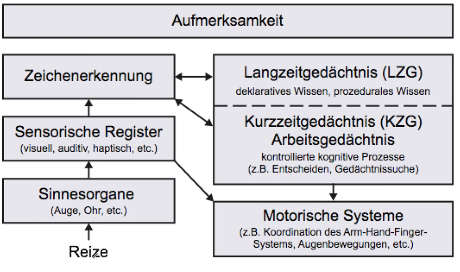 Aufmerksamkeit
Zeichenerkennung
Langzeitgedächtnis (LZG)
deklaratives Wissen, prozedurales Wissen
Kurzzeitgedächtnis (KZG)
Arbeitsgedächtnis
kontrollierte kognitive Prozesse
(z.B. Entscheiden, Gedächtnissuche)
Sensorische Register
(visuell, auditiv, haptisch, etc.)
Sinnesorgane
(Auge, Ohr, etc.)
Motorische Systeme
(z.B. Koordination des Arm-Hand-Finger-
Systems, Augenbewegungen, etc.)
Reize